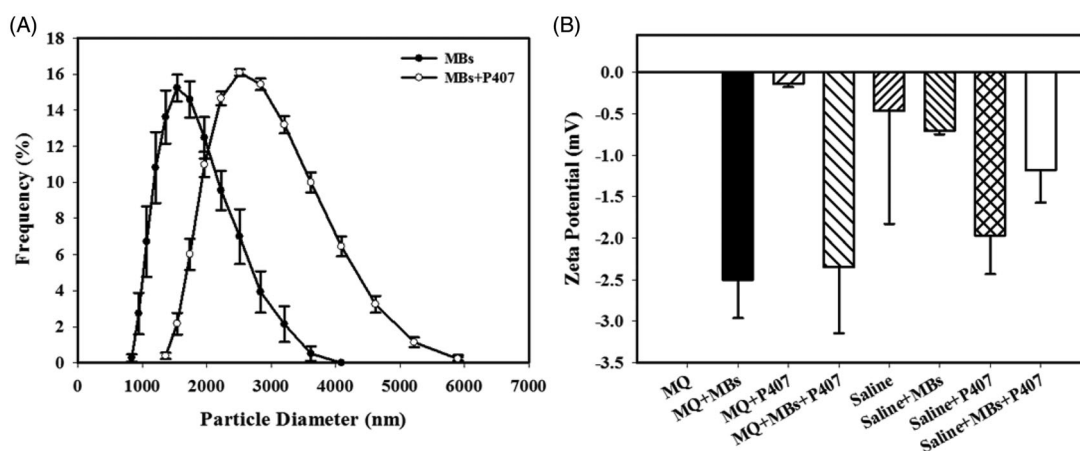 (A)
18
16
14
12
10
8
6
4
2
0
Frequency (%)
MBs
MBs+P407
0 1000 2000 3000 4000 5000 6000 7000
Particle Diameter (nm)
(B)
0.0
-0.5
-1.0
-1.5
-2.0
-2.5
-3.0
-3.5
Zeta Potential (mV)
MQ
MQ+MBs
MQ+P407
MQ+MBs+P407
Saline
Saline+MBs
Saline+P407
Saline+MBs+P407